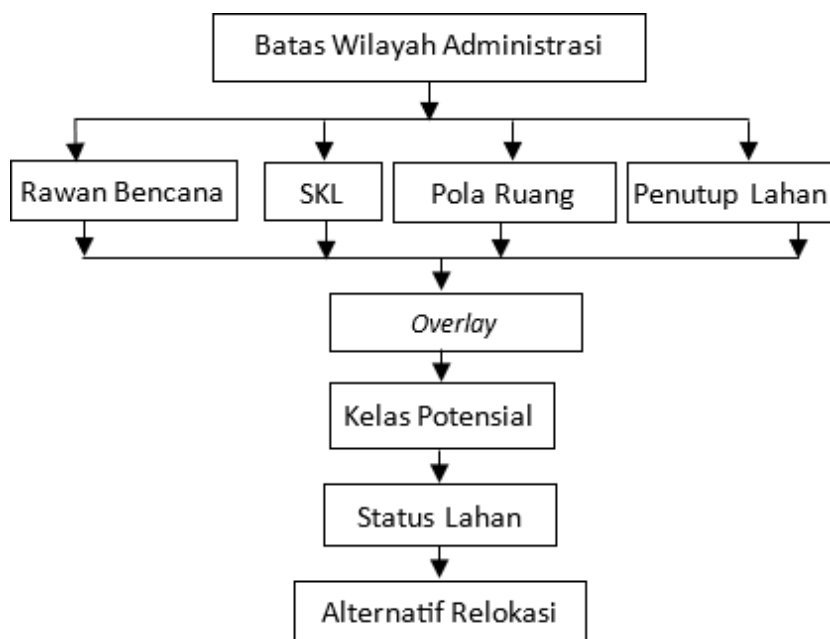 Batas Wilayah Administrasi
Rawan Bencana
SKL
Pola Ruang
Penutup Lahan
Overlay
Kelas Potensial
Status Lahan
Alternatif Relokasi